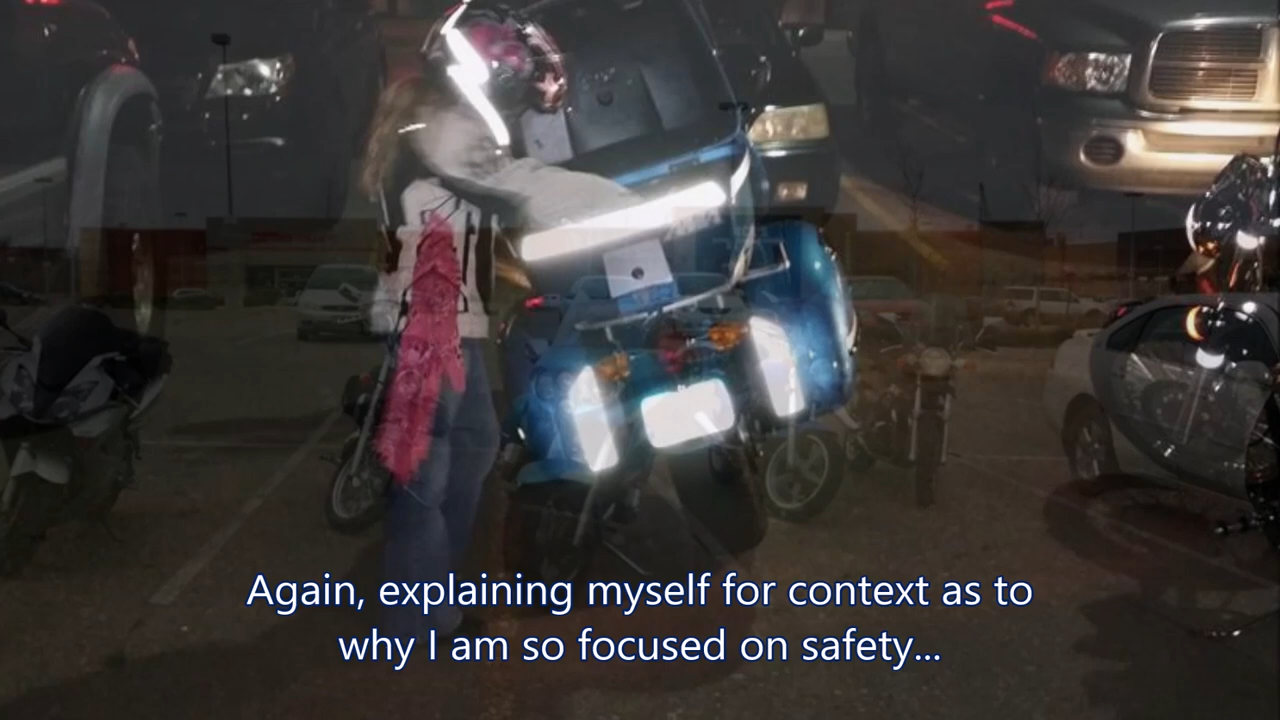 Again, explaining myself for context as to
why I am so focused on safety...